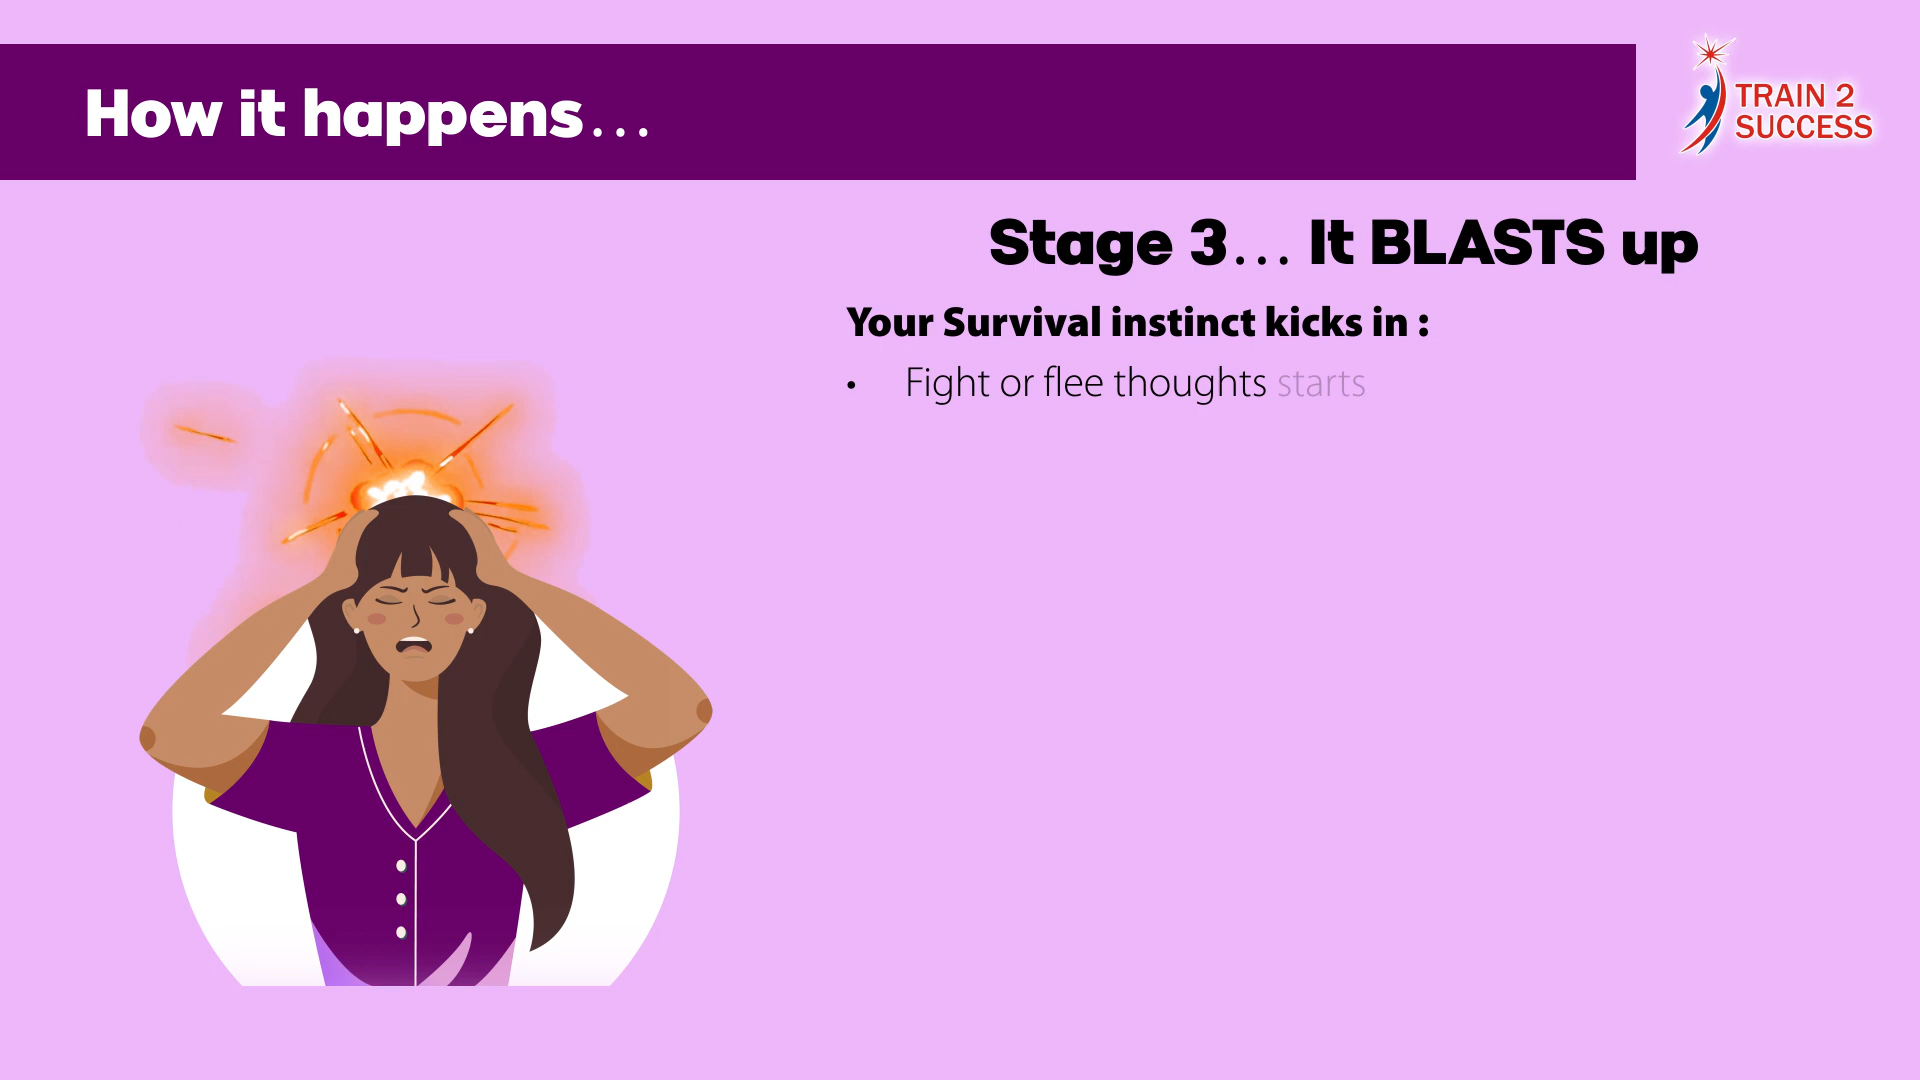 How it happens…
TRAIN 2
SUCCESS
Stage 3… It BLASTS up
Your Survival instinct kicks in :
• Fight or flee thoughts starts